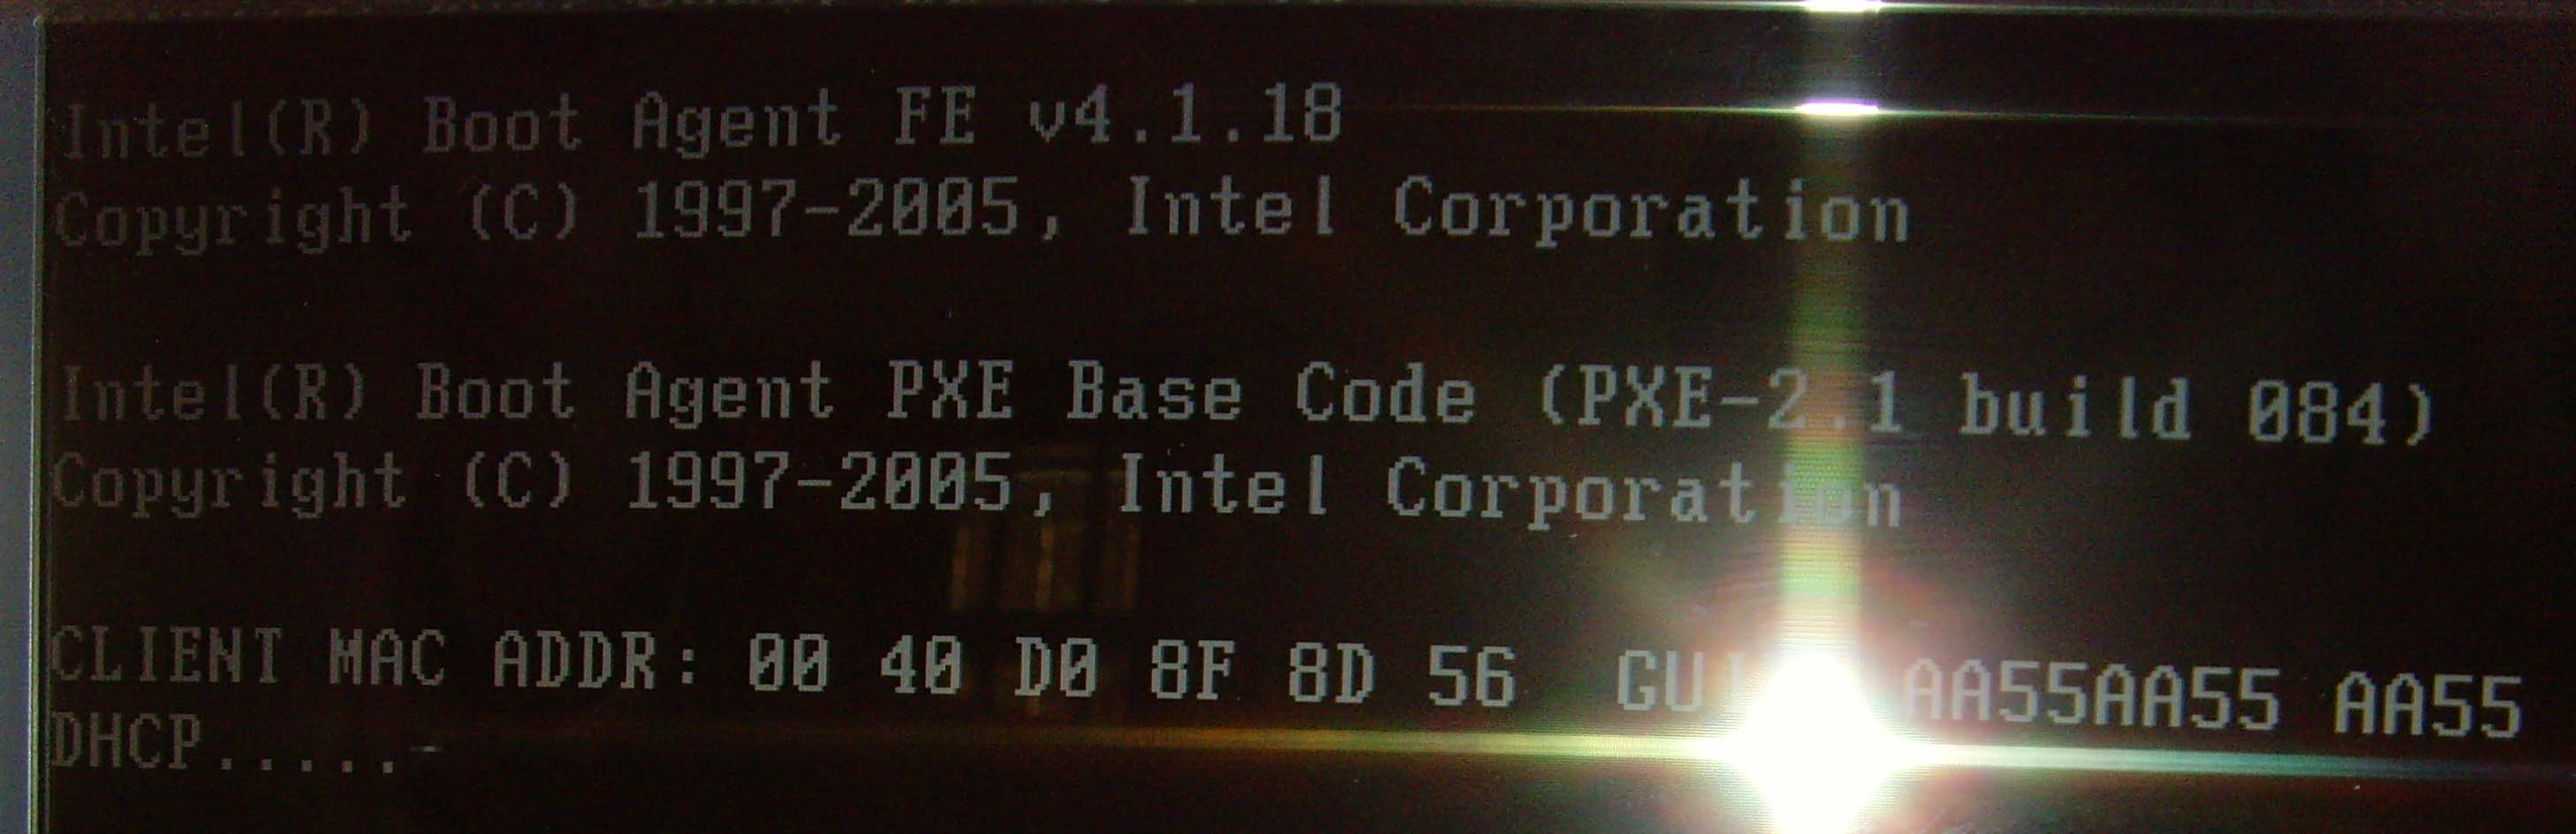 Intel(R) Boot Agent FE v4.1.18
Copyright (C) 1997-2005, Intel Corporation
Intel(R) Boot Agent PXE Base Code (PXE-2.1 build 084)
Copyright (C) 1997-2005, Intel Corporation
CLIENT MAC ADDR: 00 40 D0 8F 8D 56 AA55AA55 AA55
DHCP.....-